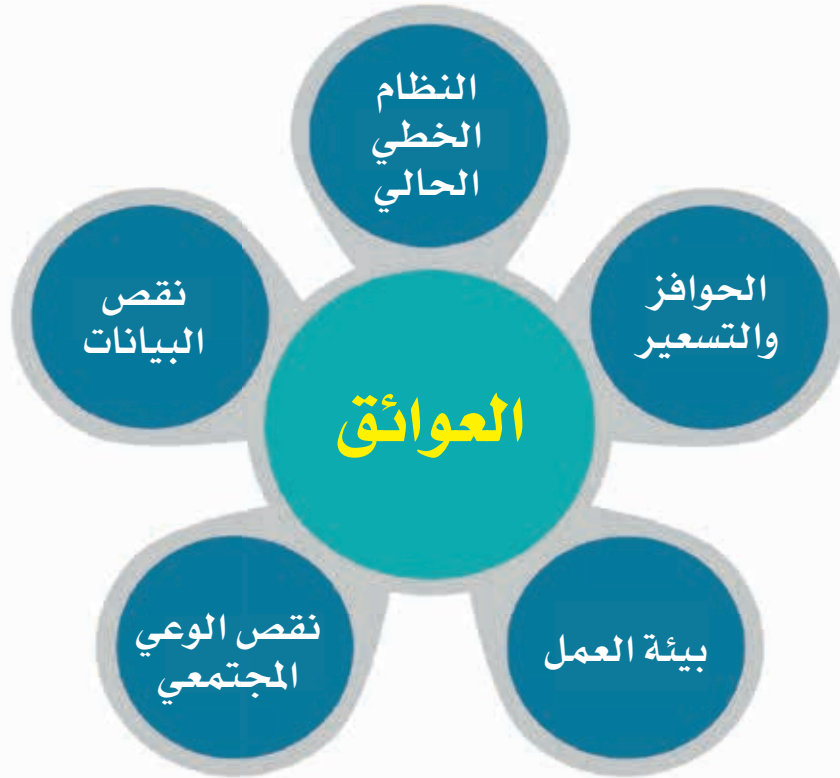 النظام
الخطي
الحالي
الحوافز
والتسعير
نقص
البيانات
العوائق
بيئة العمل
نقص الوعي
المجتمعي